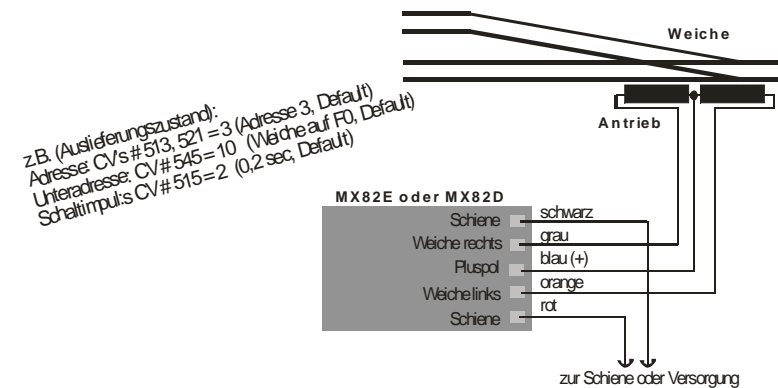 Weiche
z.B. (Auslieferungszustand):
Adresse: CV's # 513, 521 = 3 (Adresse 3, Default)
Unteradresse: CV# 545 = 10 (Weiche auf F0, Default)
Schaltimpul:s CV# 515 = 2 (0,2 sec, Default)
Antrieb
MX82E oder MX82D
Schiene schwarz
Weiche rechts grau
Pluspol blau (+)
Weiche links orange
Schiene rot
zur Schiene oder Versorgung